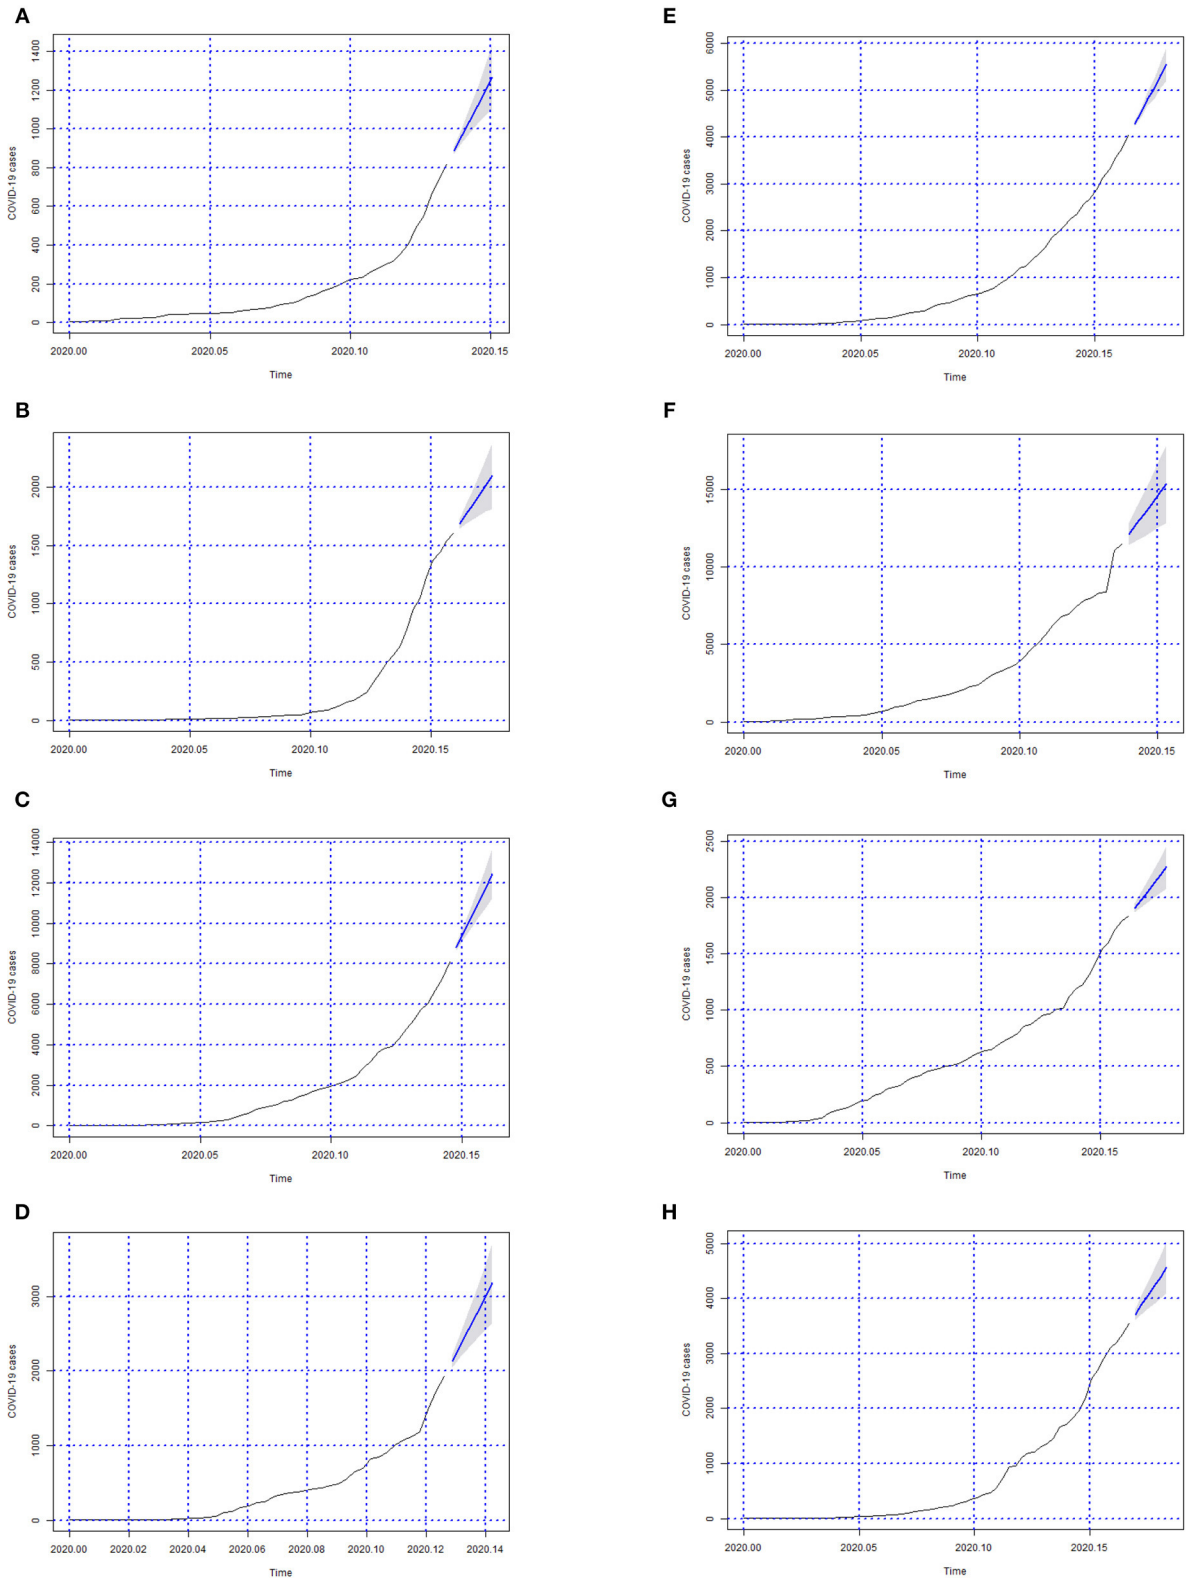 A
COVID-19 cases
0 200 400 600 800 1000 1200 1400
2020.00 2020.05 2020.10 2020.15
Time
B
COVID-19 cases
0 500 1000 1500 2000
2020.00 2020.05 2020.10 2020.15
Time
C
COVID-19 cases
0 2000 4000 6000 8000 10000 12000 14000
2020.00 2020.05 2020.10 2020.15
Time
D
COVID-19 cases
0 1000 2000 3000
2020.00 2020.02 2020.04 2020.06 2020.08 2020.10 2020.12 2020.14
Time
E
COVID-19 cases
0 1000 2000 3000 4000 5000 6000
2020.00 2020.05 2020.10 2020.15
Time
F
COVID-19 cases
0 5000 10000 15000
2020.00 2020.05 2020.10 2020.15
Time
G
COVID-19 cases
0 500 1000 1500 2000 2500
2020.00 2020.05 2020.10 2020.15
Time
H
COVID-19 cases
0 1000 2000 3000 4000 5000
2020.00 2020.05 2020.10 2020.15
Time